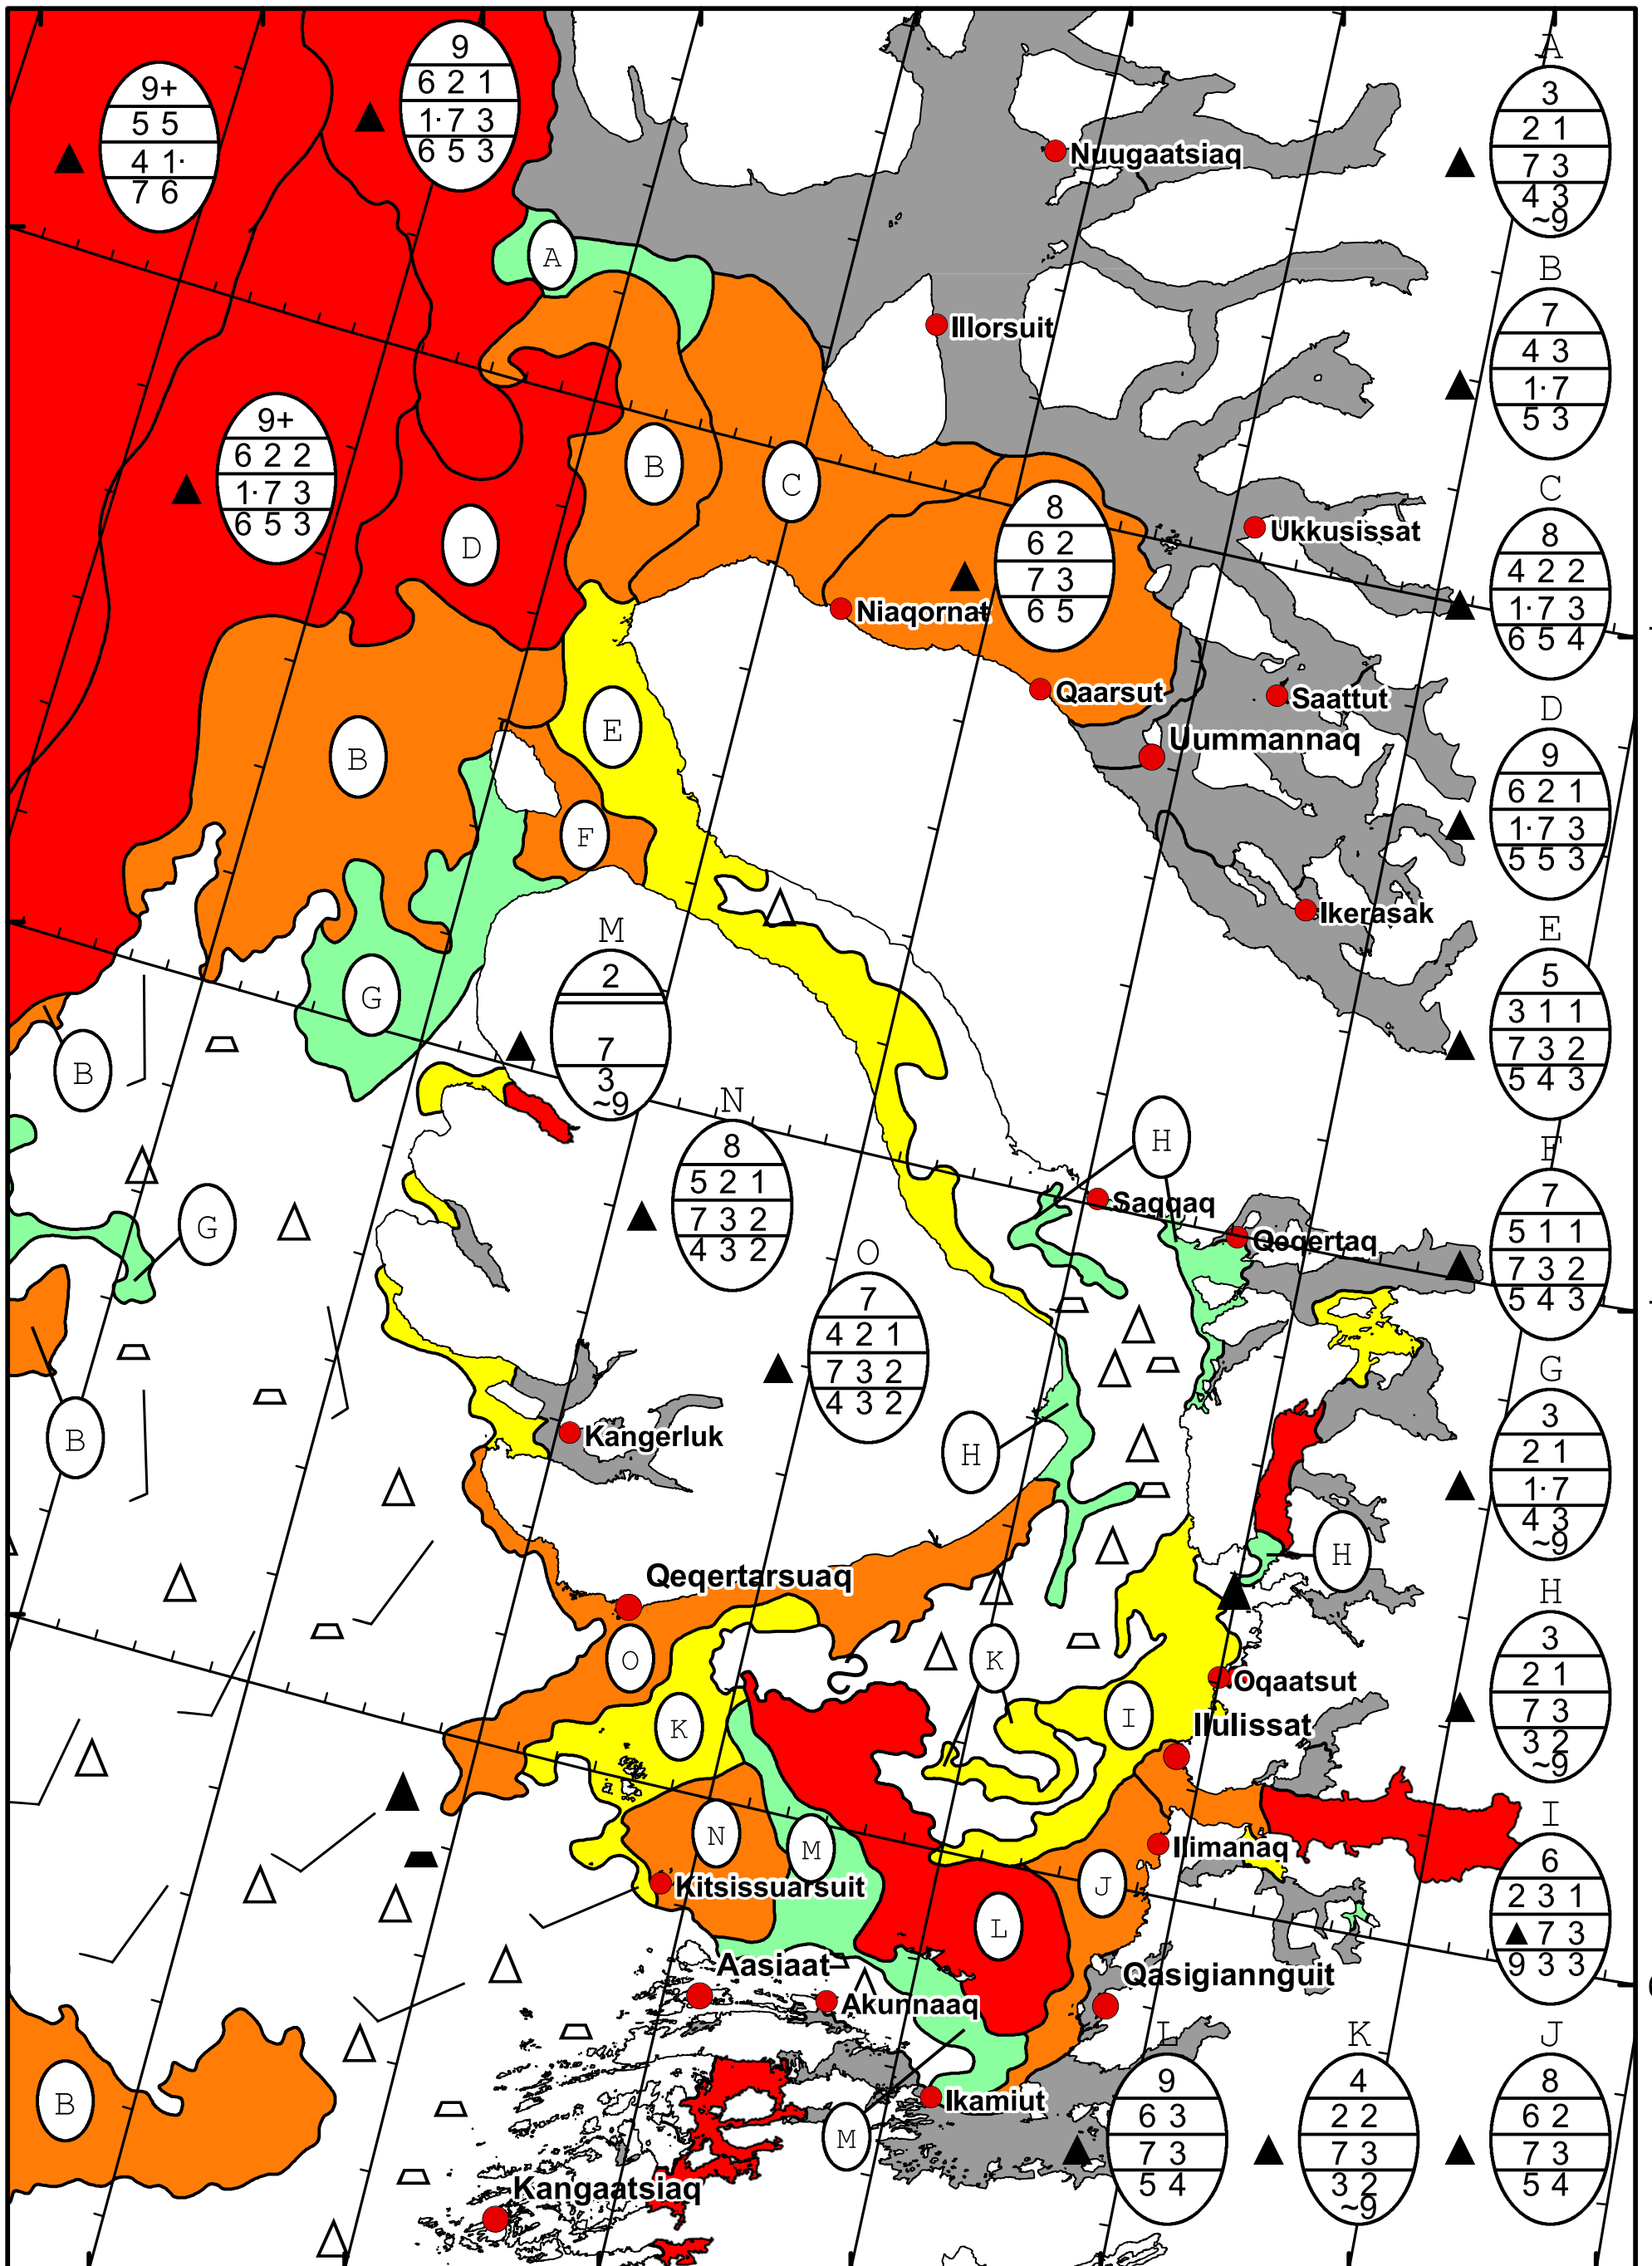 9+
5 5
4 1·
7 6
9
6 2 1
1·7 3
6 5 3
Nuugaatsiaq
A
3
2 1
7 3
4 3
~9
A
Illorsuit
B
7
4 3
1·7
5 3
9+
6 2 2
1·7 3
6 5 3
B
C
D
8
6 2
7 3
6 5
Ukkusissat
C
8
4 2 2
1·7 3
6 5 4
Niaqornat
Qaarsut
Saattut
Uummannaq
B
E
F
D
9
6 2 1
1·7 3
5 5 3
Ikerasak
E
5
3 1 1
7 3 2
5 4 3
G
B
M
2
7
3
~9
N
8
5 2 1
7 3 2
4 3 2
H
Saqqaq
Qeqertaq
G
F
7
5 1 1
7 3 2
5 4 3
O
7
4 2 1
7 3 2
4 3 2
B
Kangerluk
H
G
3
2 1
1·7
4 3
~9
H
Qeqertarsuaq
O
K
K
I
Oqaatsut
Ilulissat
H
3
2 1
7 3
3 2
~9
N
M
J
Ilimanaq
Kitsissuarsuit
L
I
6
2 3 1
7 3
9 3 3
Aasiaat
Akunnaaq
Qasigiannguit
B
M
Ikamiut
Kangaatsiaq
L
9
6 3
7 3
5 4
K
4
2 2
7 3
3 2
~9
J
8
6 2
7 3
5 4